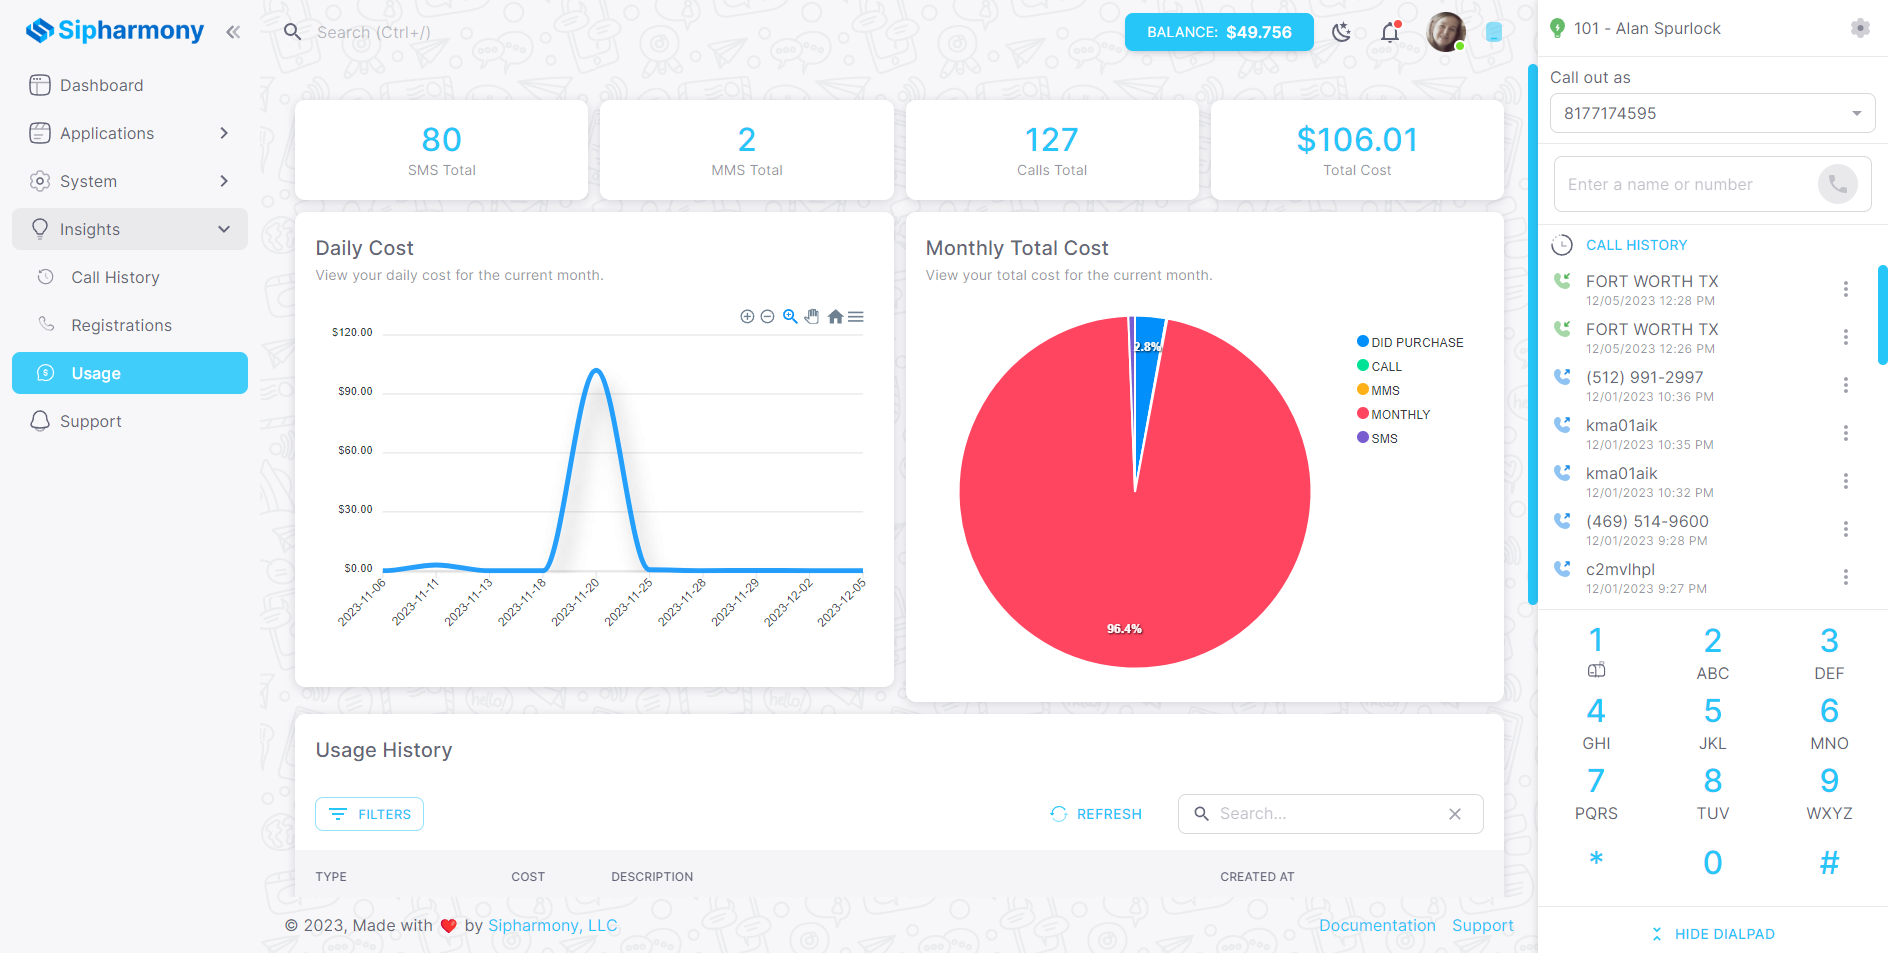 Sipharmony
Dashboard
Applications
System
Insights
Call History
Registrations
Usage
Support
Search (Ctrl+/)
BALANCE: $49.756
80
SMS Total
2
MMS Total
127
Calls Total
$106.01
Total Cost
Daily Cost
View your daily cost for the current month.
$120.00
$90.00
$60.00
$30.00
$0.00
2023-11-06
2023-11-11
2023-11-13
2023-11-18
2023-11-20
2023-11-25
2023-11-28
2023-11-29
2023-12-02
2023-12-05
Monthly Total Cost
View your total cost for the current month.
2.8%
96.4%
DID PURCHASE
CALL
MMS
MONTHLY
SMS
Usage History
FILTERS
REFRESH
Search...
TYPE COST DESCRIPTION CREATED AT
© 2023, Made with ❤️ by Sipharmony, LLC
Documentation Support
101 - Alan Spurlock
Call out as
8177174595
Enter a name or number
CALL HISTORY
FORT WORTH TX
12/05/2023 12:28 PM
FORT WORTH TX
12/05/2023 12:26 PM
(512) 991-2997
12/01/2023 10:36 PM
kma01aik
12/01/2023 10:35 PM
kma01aik
12/01/2023 10:32 PM
(469) 514-9600
12/01/2023 9:28 PM
c2mvlhpl
12/01/2023 9:27 PM
1 2 3
ABC DEF
4 5 6
GHI JKL MNO
7 8 9
PQRS TUV WXYZ
* 0 #
HIDE DIALPAD